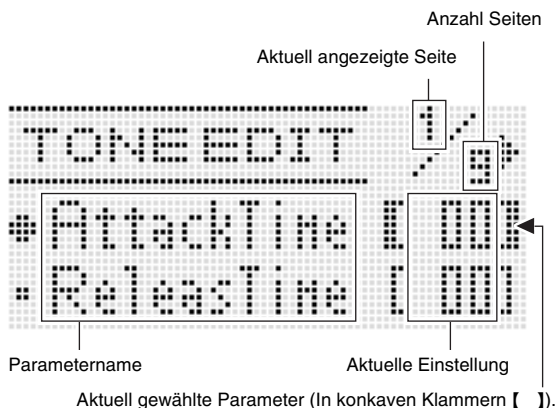 Anzahl Seiten
Aktuell angezeigte Seite
TONE EDIT 1/9
AttackTime【 00】
ReleasTime[ 00]
Parametername Aktuelle Einstellung
Aktuell gewählte Parameter (In konkaven Klammern【 】).